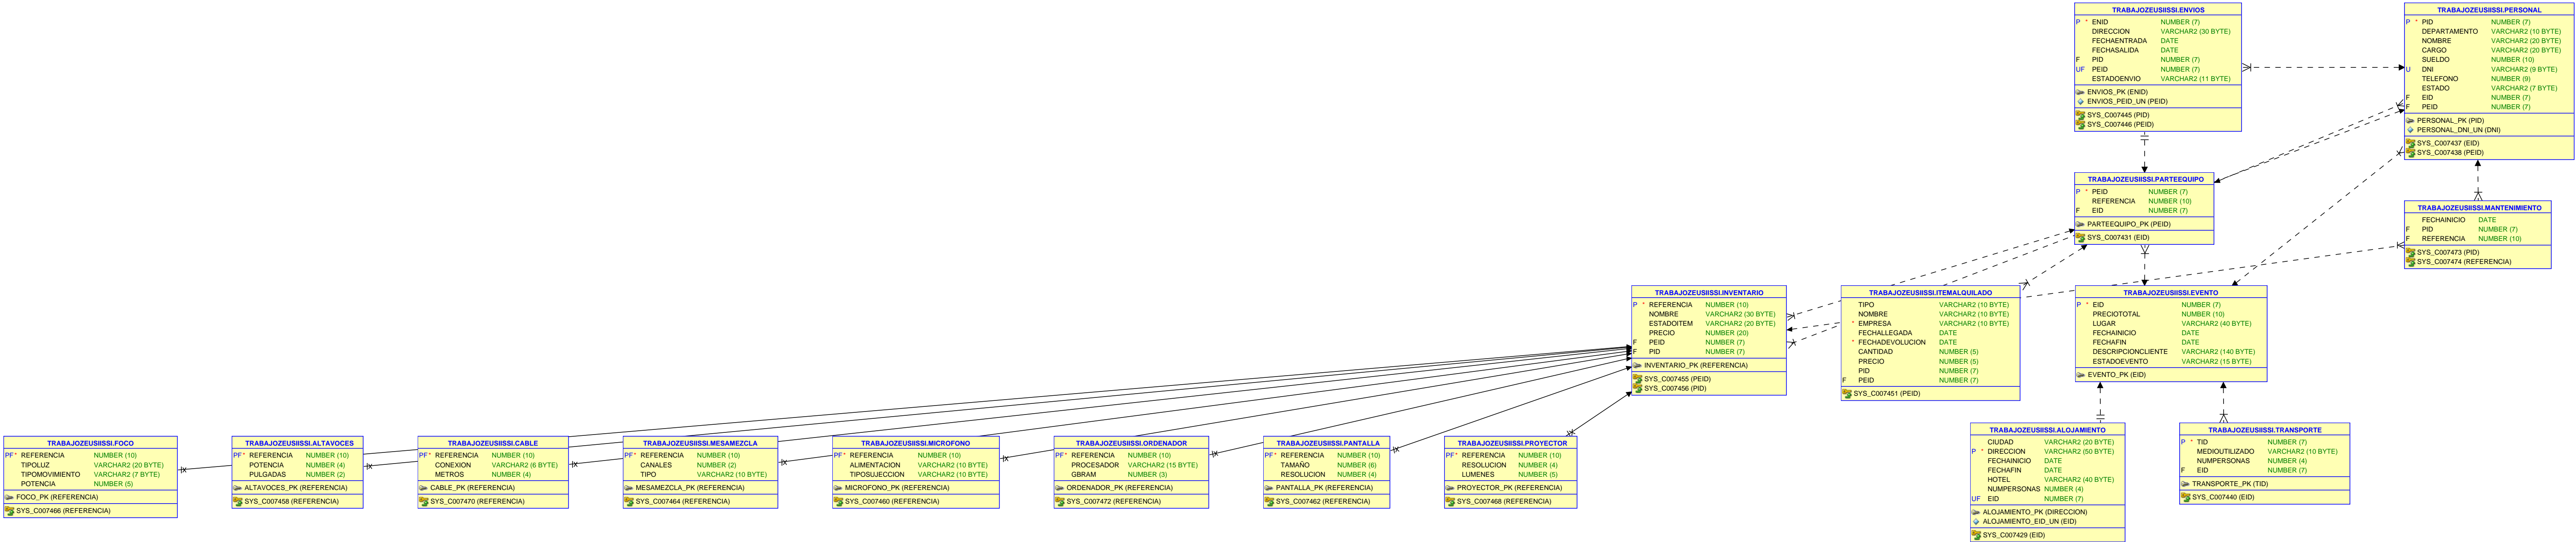 TRABAJOZEUSIISSI.ENVIOS
P * ENID NUMBER (7)
DIRECCION VARCHAR2 (30 BYTE)
FECHAENTRADA DATE
FECHASALIDA DATE
F PID NUMBER (7)
UF PEID NUMBER (7)
ESTADOENVIO VARCHAR2 (11 BYTE)
ENVIOS_PK (ENID)
ENVIOS_PEID_UN (PEID)
SYS_C007445 (PID)
SYS_C007446 (PEID)
TRABAJOZEUSIISSI.PERSONAL
P * PID NUMBER (7)
DEPARTAMENTO VARCHAR2 (10 BYTE)
NOMBRE VARCHAR2 (20 BYTE)
CARGO VARCHAR2 (20 BYTE)
SUELDO NUMBER (10)
U DNI VARCHAR2 (9 BYTE)
TELEFONO NUMBER (9)
ESTADO VARCHAR2 (7 BYTE)
F EID NUMBER (7)
F PEID NUMBER (7)
PERSONAL_PK (PID)
PERSONAL_DNI_UN (DNI)
SYS_C007437 (EID)
SYS_C007438 (PEID)
TRABAJOZEUSIISSI.PARTEEQUIPO
P * PEID NUMBER (7)
REFERENCIA NUMBER (10)
F EID NUMBER (7)
PARTEEQUIPO_PK (PEID)
SYS_C007431 (EID)
TRABAJOZEUSIISSI.MANTENIMIENTO
FECHAINICIO DATE
F PID NUMBER (7)
F REFERENCIA NUMBER (10)
SYS_C007473 (PID)
SYS_C007474 (REFERENCIA)
TRABAJOZEUSIISSI.INVENTARIO
P * REFERENCIA NUMBER (10)
NOMBRE VARCHAR2 (30 BYTE)
ESTADOITEM VARCHAR2 (20 BYTE)
PRECIO NUMBER (20)
F PEID NUMBER (7)
F PID NUMBER (7)
INVENTARIO_PK (REFERENCIA)
SYS_C007455 (PEID)
SYS_C007456 (PID)
TRABAJOZEUSIISSI.ITEMALQUILADO
TIPO VARCHAR2 (10 BYTE)
NOMBRE VARCHAR2 (10 BYTE)
* EMPRESA VARCHAR2 (10 BYTE)
FECHALLEGADA DATE
* FECHADEVOLUCION DATE
CANTIDAD NUMBER (5)
PRECIO NUMBER (5)
PID NUMBER (7)
F PEID NUMBER (7)
SYS_C007451 (PEID)
TRABAJOZEUSIISSI.EVENTO
P * EID NUMBER (7)
PRECIOTOTAL NUMBER (10)
LUGAR VARCHAR2 (40 BYTE)
FECHAINICIO DATE
FECHAFIN DATE
DESCRIPCIONCLIENTE VARCHAR2 (140 BYTE)
ESTADOEVENTO VARCHAR2 (15 BYTE)
EVENTO_PK (EID)
TRABAJOZEUSIISSI.FOCO
PF* REFERENCIA NUMBER (10)
TIPOLUZ VARCHAR2 (20 BYTE)
TIPOMOVIMIENTO VARCHAR2 (7 BYTE)
POTENCIA NUMBER (5)
FOCO_PK (REFERENCIA)
SYS_C007466 (REFERENCIA)
TRABAJOZEUSIISSI.ALTAVOCES
PF* REFERENCIA NUMBER (10)
POTENCIA NUMBER (4)
PULGADAS NUMBER (2)
ALTAVOCES_PK (REFERENCIA)
SYS_C007458 (REFERENCIA)
TRABAJOZEUSIISSI.CABLE
PF* REFERENCIA NUMBER (10)
CONEXION VARCHAR2 (6 BYTE)
METROS NUMBER (4)
CABLE_PK (REFERENCIA)
SYS_C007470 (REFERENCIA)
TRABAJOZEUSIISSI.MESAMEZCLA
PF* REFERENCIA NUMBER (10)
CANALES NUMBER (2)
TIPO VARCHAR2 (10 BYTE)
MESAMEZCLA_PK (REFERENCIA)
SYS_C007464 (REFERENCIA)
TRABAJOZEUSIISSI.MICROFONO
PF* REFERENCIA NUMBER (10)
ALIMENTACION VARCHAR2 (10 BYTE)
TIPOSUJECCION VARCHAR2 (10 BYTE)
MICROFONO_PK (REFERENCIA)
SYS_C007460 (REFERENCIA)
TRABAJOZEUSIISSI.ORDENADOR
PF* REFERENCIA NUMBER (10)
PROCESADOR VARCHAR2 (15 BYTE)
GBRAM NUMBER (3)
ORDENADOR_PK (REFERENCIA)
SYS_C007472 (REFERENCIA)
TRABAJOZEUSIISSI.PANTALLA
PF* REFERENCIA NUMBER (10)
TAMAÑO NUMBER (6)
RESOLUCION NUMBER (4)
PANTALLA_PK (REFERENCIA)
SYS_C007462 (REFERENCIA)
TRABAJOZEUSIISSI.PROYECTOR
PF* REFERENCIA NUMBER (10)
RESOLUCION NUMBER (4)
LUMENES NUMBER (5)
PROYECTOR_PK (REFERENCIA)
SYS_C007468 (REFERENCIA)
TRABAJOZEUSIISSI.ALOJAMIENTO
CIUDAD VARCHAR2 (20 BYTE)
P * DIRECCION VARCHAR2 (50 BYTE)
FECHAINICIO DATE
FECHAFIN DATE
HOTEL VARCHAR2 (40 BYTE)
NUMPERSONAS NUMBER (4)
UF EID NUMBER (7)
ALOJAMIENTO_PK (DIRECCION)
ALOJAMIENTO_EID_UN (EID)
SYS_C007429 (EID)
TRABAJOZEUSIISSI.TRANSPORTE
P * TID NUMBER (7)
MEDIOUTILIZADO VARCHAR2 (10 BYTE)
NUMPERSONAS NUMBER (4)
F EID NUMBER (7)
TRANSPORTE_PK (TID)
SYS_C007440 (EID)